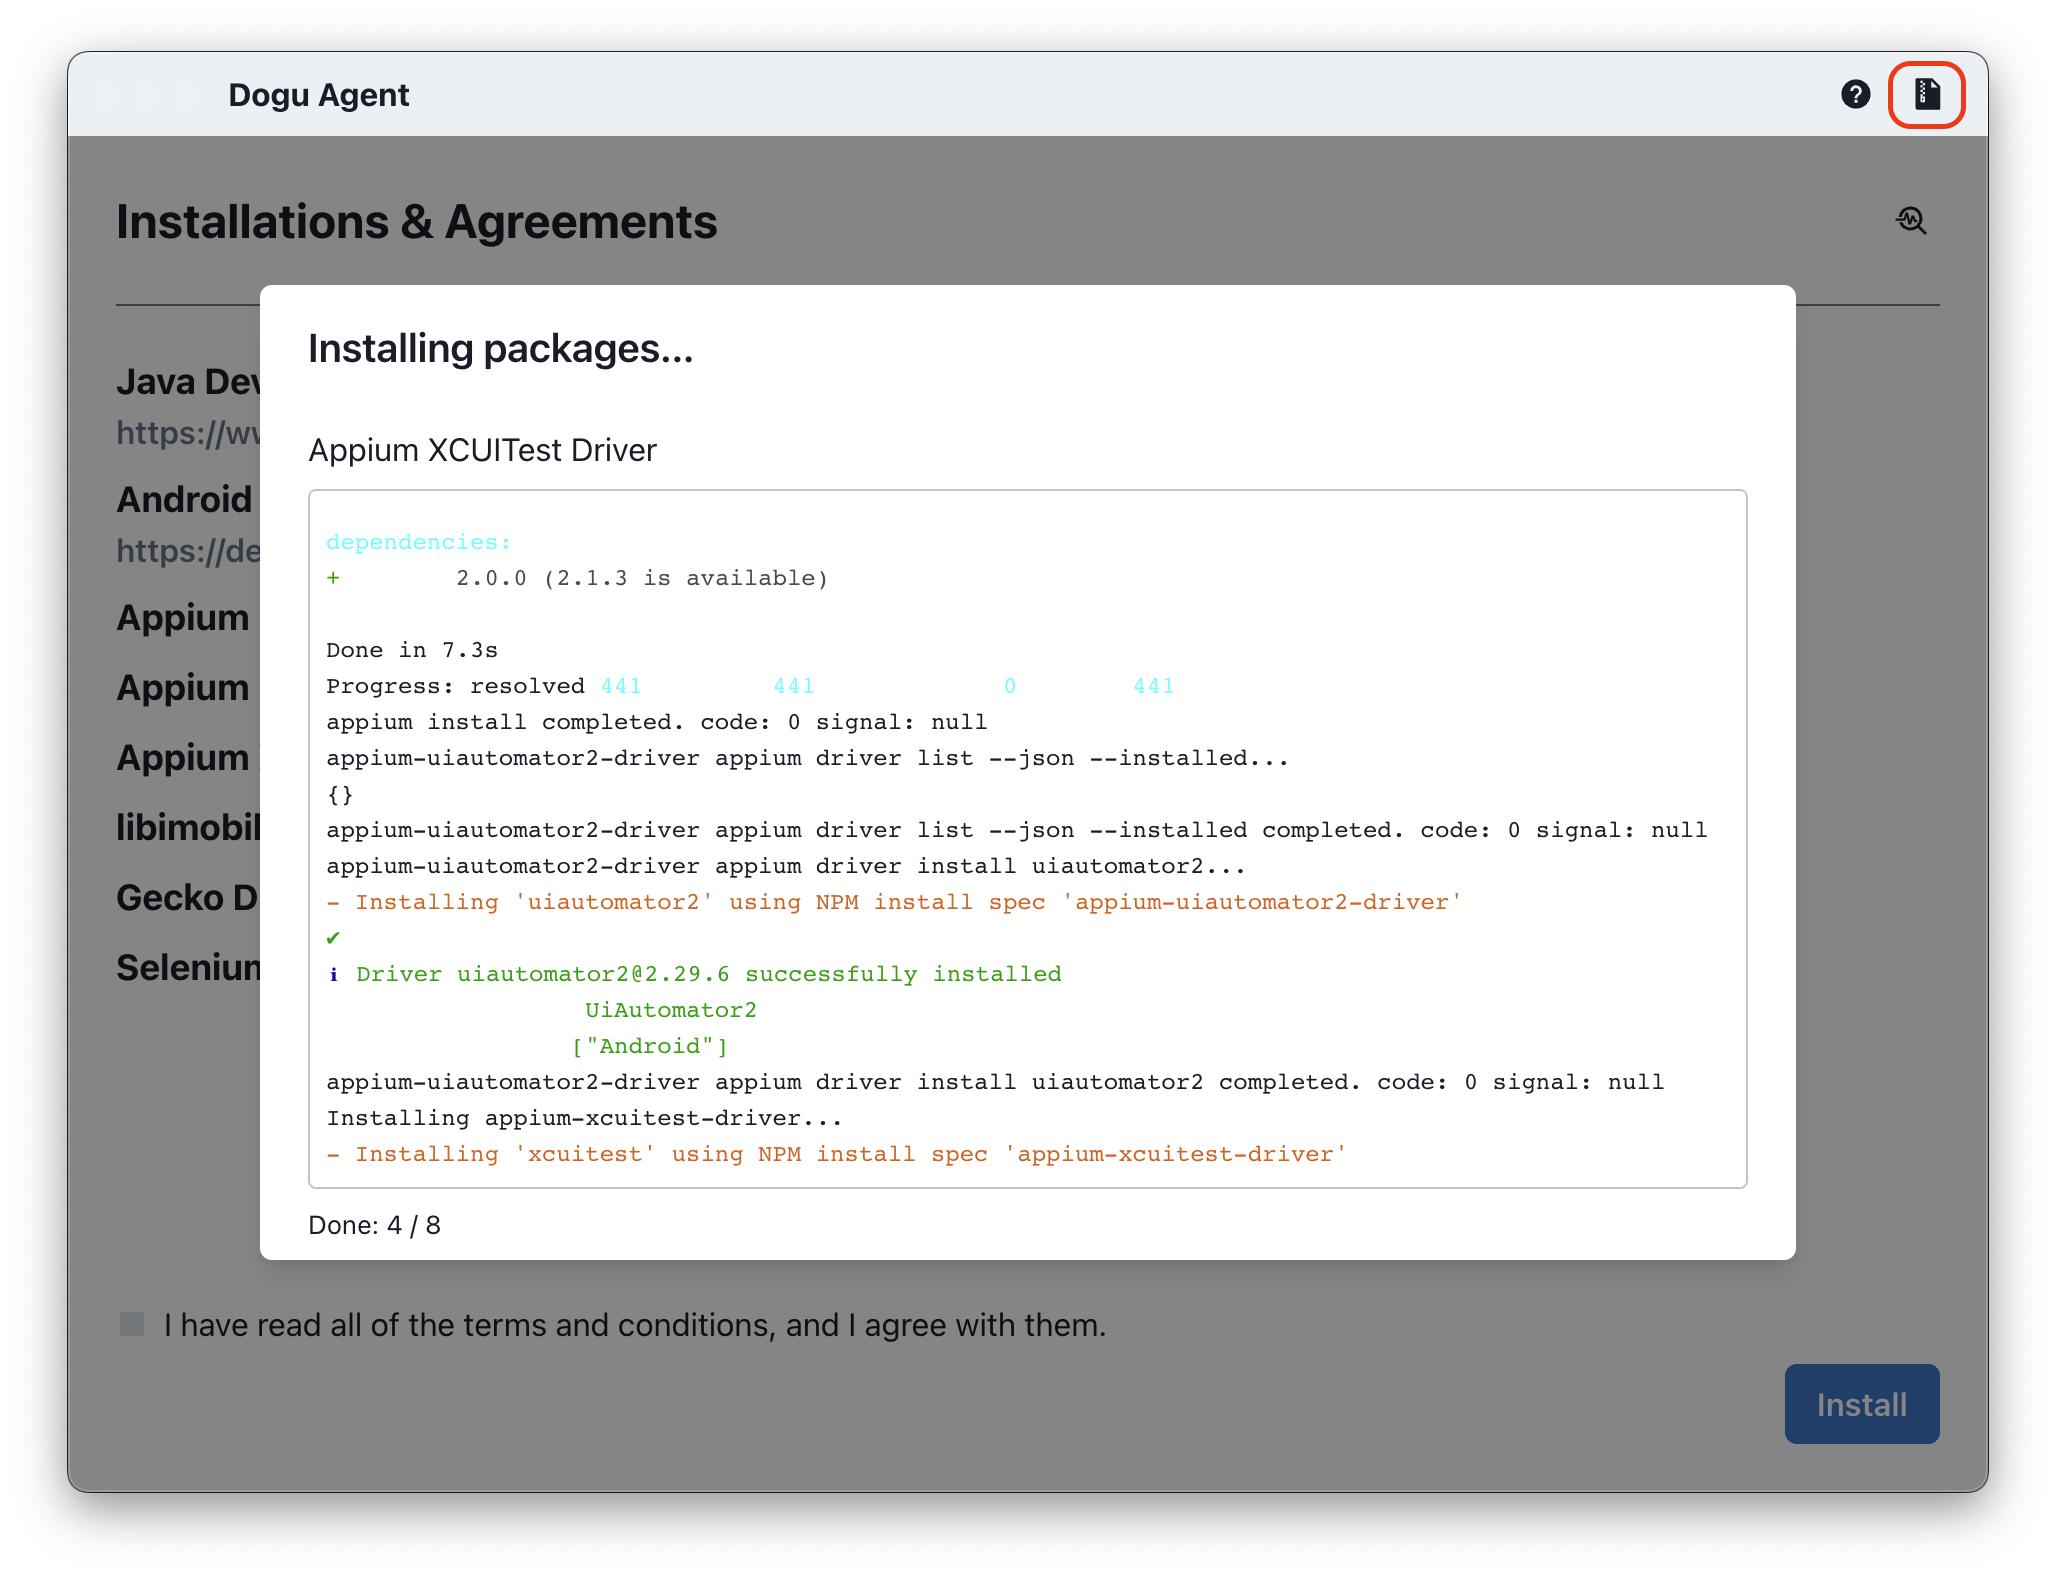 Dogu Agent
Installations & Agreements
Java Dev
https://ww
Android
https://de
Appium
Appium
Appium
libimobil
Gecko D
Selenium
Installing packages...
Appium XCUITest Driver
dependencies:
+ 2.0.0 (2.1.3 is available)
Done in 7.3s
Progress: resolved 441 441 0 441
appium install completed. code: 0 signal: null
appium-uiautomator2-driver appium driver list --json --installed...
{}
appium-uiautomator2-driver appium driver list --json --installed completed. code: 0 signal: null
appium-uiautomator2-driver appium driver install uiautomator2...
- Installing 'uiautomator2' using NPM install spec 'appium-uiautomator2-driver'
✔
i Driver uiautomator2@2.29.6 successfully installed
UiAutomator2
["Android"]
appium-uiautomator2-driver appium driver install uiautomator2 completed. code: 0 signal: null
Installing appium-xcuitest-driver...
- Installing 'xcuitest' using NPM install spec 'appium-xcuitest-driver'
Done: 4 / 8
I have read all of the terms and conditions, and I agree with them.
Install